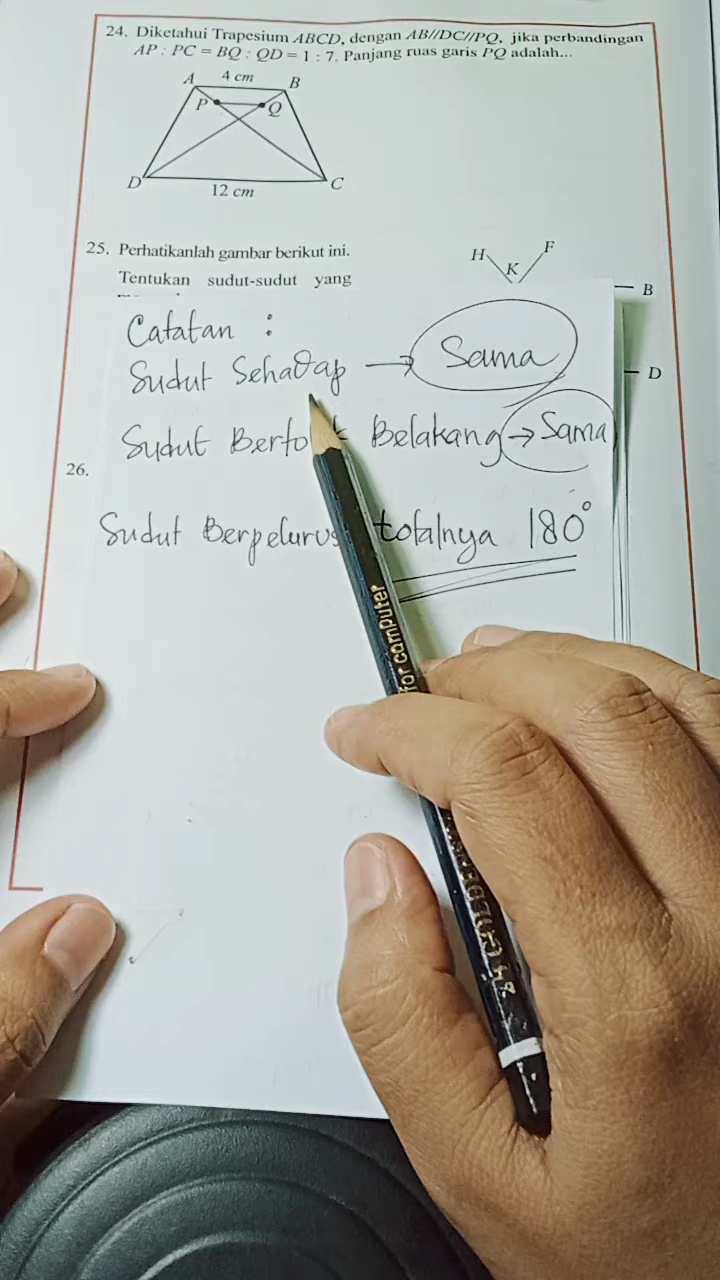 24. Diketahui Trapesium ABCD, dengan AB//DC//PQ, jika perbandingan
AP : PC = BQ : QD = 1 : 7. Panjang ruas garis PQ adalah...
A 4 cm B
P Q
D 12 cm C
25. Perhatikanlah gambar berikut ini.
Tentukan sudut-sudut yang
H K F
B
D
Catatan :
Sudut Sehadap → Sama
Sudut Belakang → Sama
26.
Sudut Berpelurus totalnya 180°
for computer